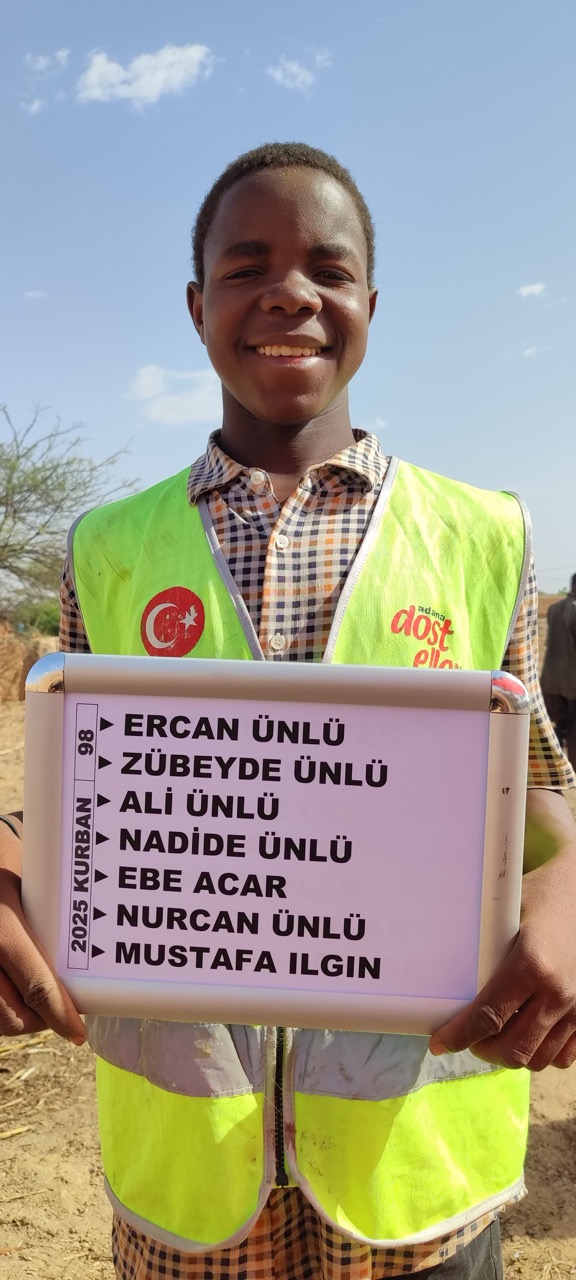 adana
dost
eller
98
2025 KURBAN
ERCAN ÜNLÜ
ZÜBEYDE ÜNLÜ
ALİ ÜNLÜ
NADİDE ÜNLÜ
EBE ACAR
NURCAN ÜNLÜ
MUSTAFA ILGIN